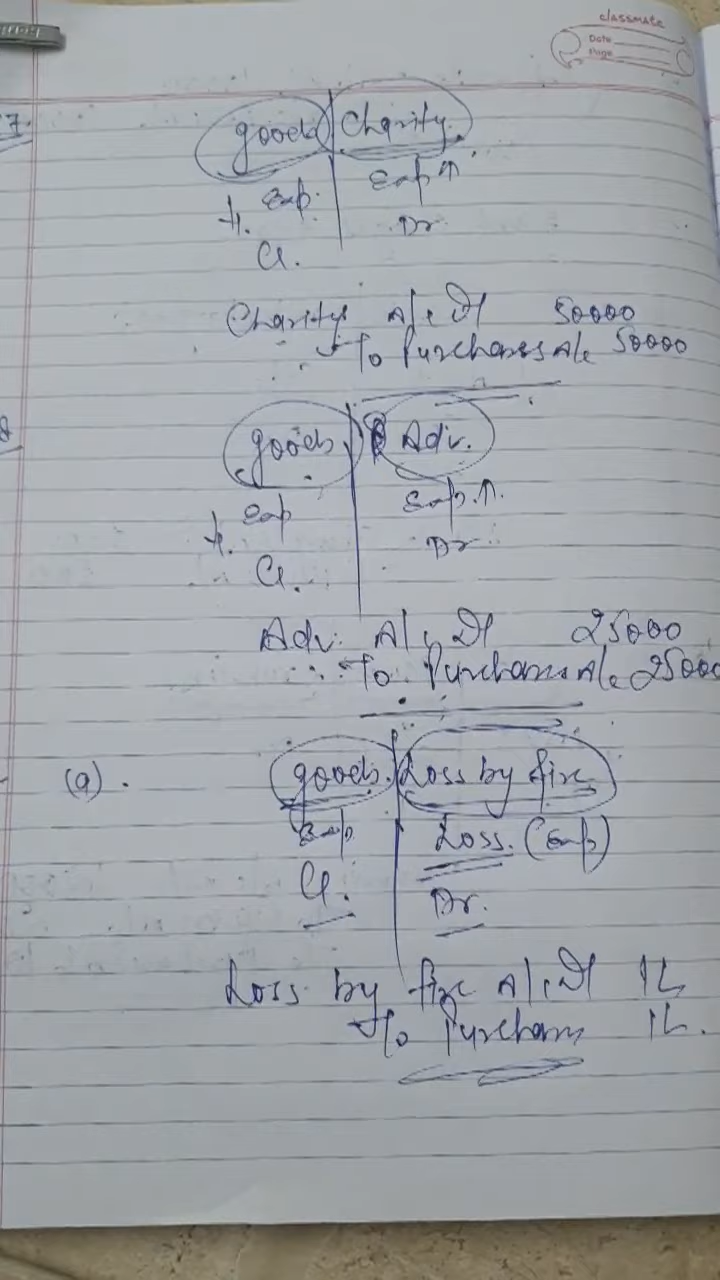 classmate
Date
Page
7.
goods Charity.
Exp. Exp ↑
↓. Dr
Cr.
Charity A/c Dr 50000
To Purchases A/c 50000
8
goods Adv.
Exp Exp. ↑.
↓. Dr
Cr.
Adv. A/c Dr 25000
To Purchases A/c 25000
(a). goods. Loss by fire
Exp Loss. (Exp)
Cr. Dr.
Loss by fire A/c Dr 1L
To Purchases 1L.